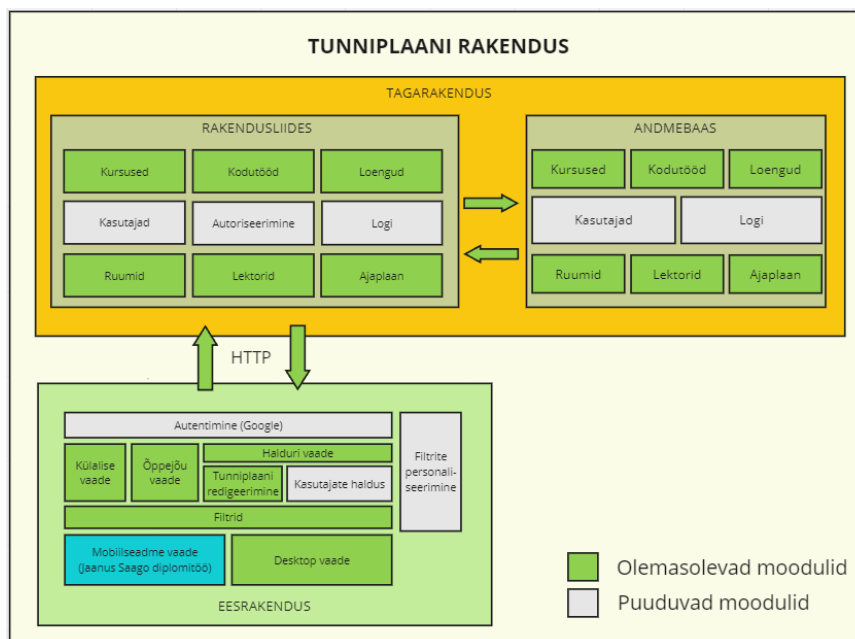 TUNNIPLAANI RAKENDUS
TAGARAKENDUS
RAKENDUSLIIDES
Kursused
Kodutööd
Loengud
Kasutajad
Autoriseerimine
Logi
Ruumid
Lektorid
Ajaplaan
ANDMEBAAS
Kursused
Kodutööd
Loengud
Kasutajad
Logi
Ruumid
Lektorid
Ajaplaan
HTTP
Autentimine (Google)
Külalise
vaade
Õppejõu
vaade
Halduri vaade
Tunniplaani
redigeerimine
Kasutajate haldus
Filtrite
personali-
seerimine
Filtrid
Mobiilseadme vaade
(Jaanus Saago diplomitöö)
Desktop vaade
EESRAKENDUS
Olemasolevad moodulid
Puuduvad moodulid